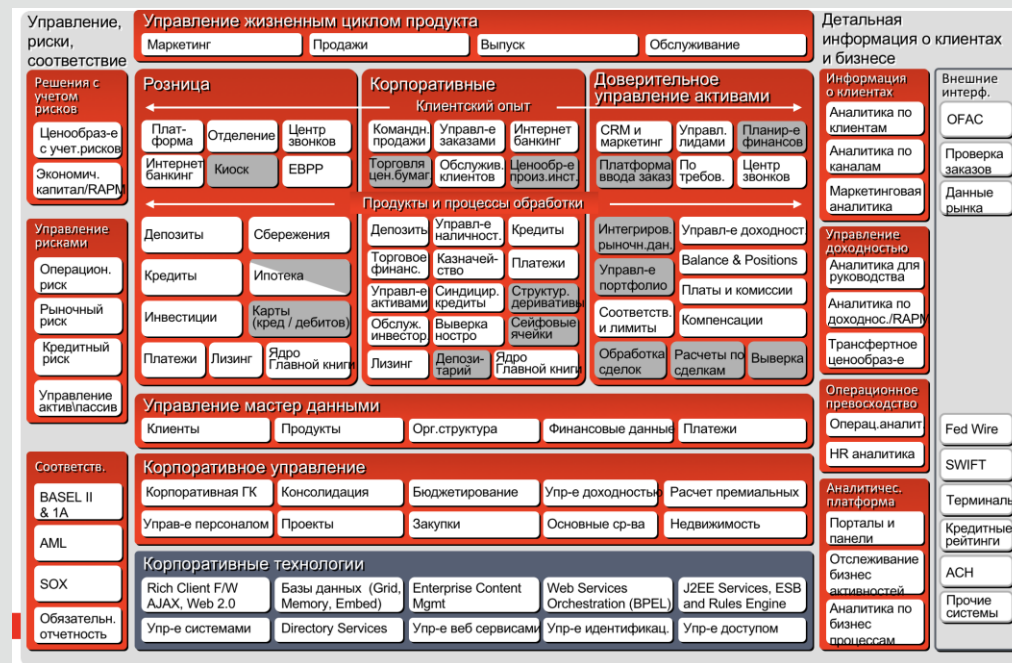 Управление,
риски,
соответствие
Решения с
учетом
рисков
Ценообраз-е
с учет.рисков
Экономич.
капитал/RAPM
Управление
рисками
Операцион.
риск
Рыночный
риск
Кредитный
риск
Управление
актив\пассив
Соответств.
BASEL II
& 1A
AML
SOX
Обязательн.
отчетность
Управление жизненным циклом продукта
Маркетинг
Продажи
Выпуск
Обслуживание
Розница
Корпоративные
Доверительное
управление активами
Клиентский опыт
Плат-
форма
Отделение
Центр
звонков
Интернет
банкинг
Киоск
EBPP
Командн.
продажи
Управл-е
заказами
Интернет
банкинг
Торговля
цен.бумаг
Обслужив.
клиентов
Ценообр-е
произ.инст.
CRM и
маркетинг
Управл.
лидами
Планир-е
финансов
Платформа
ввода заказ
По
требов.
Центр
звонков
Продукты и процессы обработки
Депозиты
Сбережения
Кредиты
Ипотека
Инвестиции
Карты
(кред / дебитов)
Платежи
Лизинг
Ядро
Главной книги
Депозить
Управл-е
наличност.
Кредиты
Торговое
финанс.
Казначей-
ство
Платежи
Управл-е
активами
Синдицир.
кредиты
Структур.
деривативы
Обслуж.
инвестор.
Выверка
ностро
Сейфовые
ячейки
Лизинг
Депози-
тарий
Ядро
Главной книги
Интегриров.
рыночн.дан.
Управл-е доходност.
Управл-е
портфолио
Balance & Positions
Платы и комиссии
Соответств.
и лимиты
Компенсации
Обработка
сделок
Расчеты по
сделкам
Выверка
Управление мастер данными
Клиенты
Продукты
Орг.структура
Финансовые данные
Платежи
Корпоративное управление
Корпоративная ГК
Консолидация
Бюджетирование
Упр-е доходностью
Расчет премиальных
Управ-е персоналом
Проекты
Закупки
Основные ср-ва
Недвижимость
Корпоративные технологии
Rich Client F/W
AJAX, Web 2.0
Базы данных (Grid,
Memory, Embed)
Enterprise Content
Mgmt
Web Services
Orchestration (BPEL)
J2EE Services, ESB
and Rules Engine
Упр-е системами
Directory Services
Упр-е веб сервисами
Упр-е идентификац.
Упр-е доступом
Детальная
информация о клиентах
и бизнесе
Информация
о клиентах
Аналитика по
клиентам
Аналитика по
каналам
Маркетинговая
аналитика
Управление
доходностью
Аналитика для
руководства
Аналитика по
доходнос./RAPM
Трансфертное
ценообраз-е
Операционное
превосходство
Операц.аналит.
HR аналитика
Аналитичес.
платформа
Порталы и
панели
Отслеживание
бизнес
активностей
Аналитика по
бизнес
процессам
Внешние
интерф.
OFAC
Проверка
заказов
Данные
рынка
Fed Wire
SWIFT
Терминаль
Кредитные
рейтинги
ACH
Прочие
системы